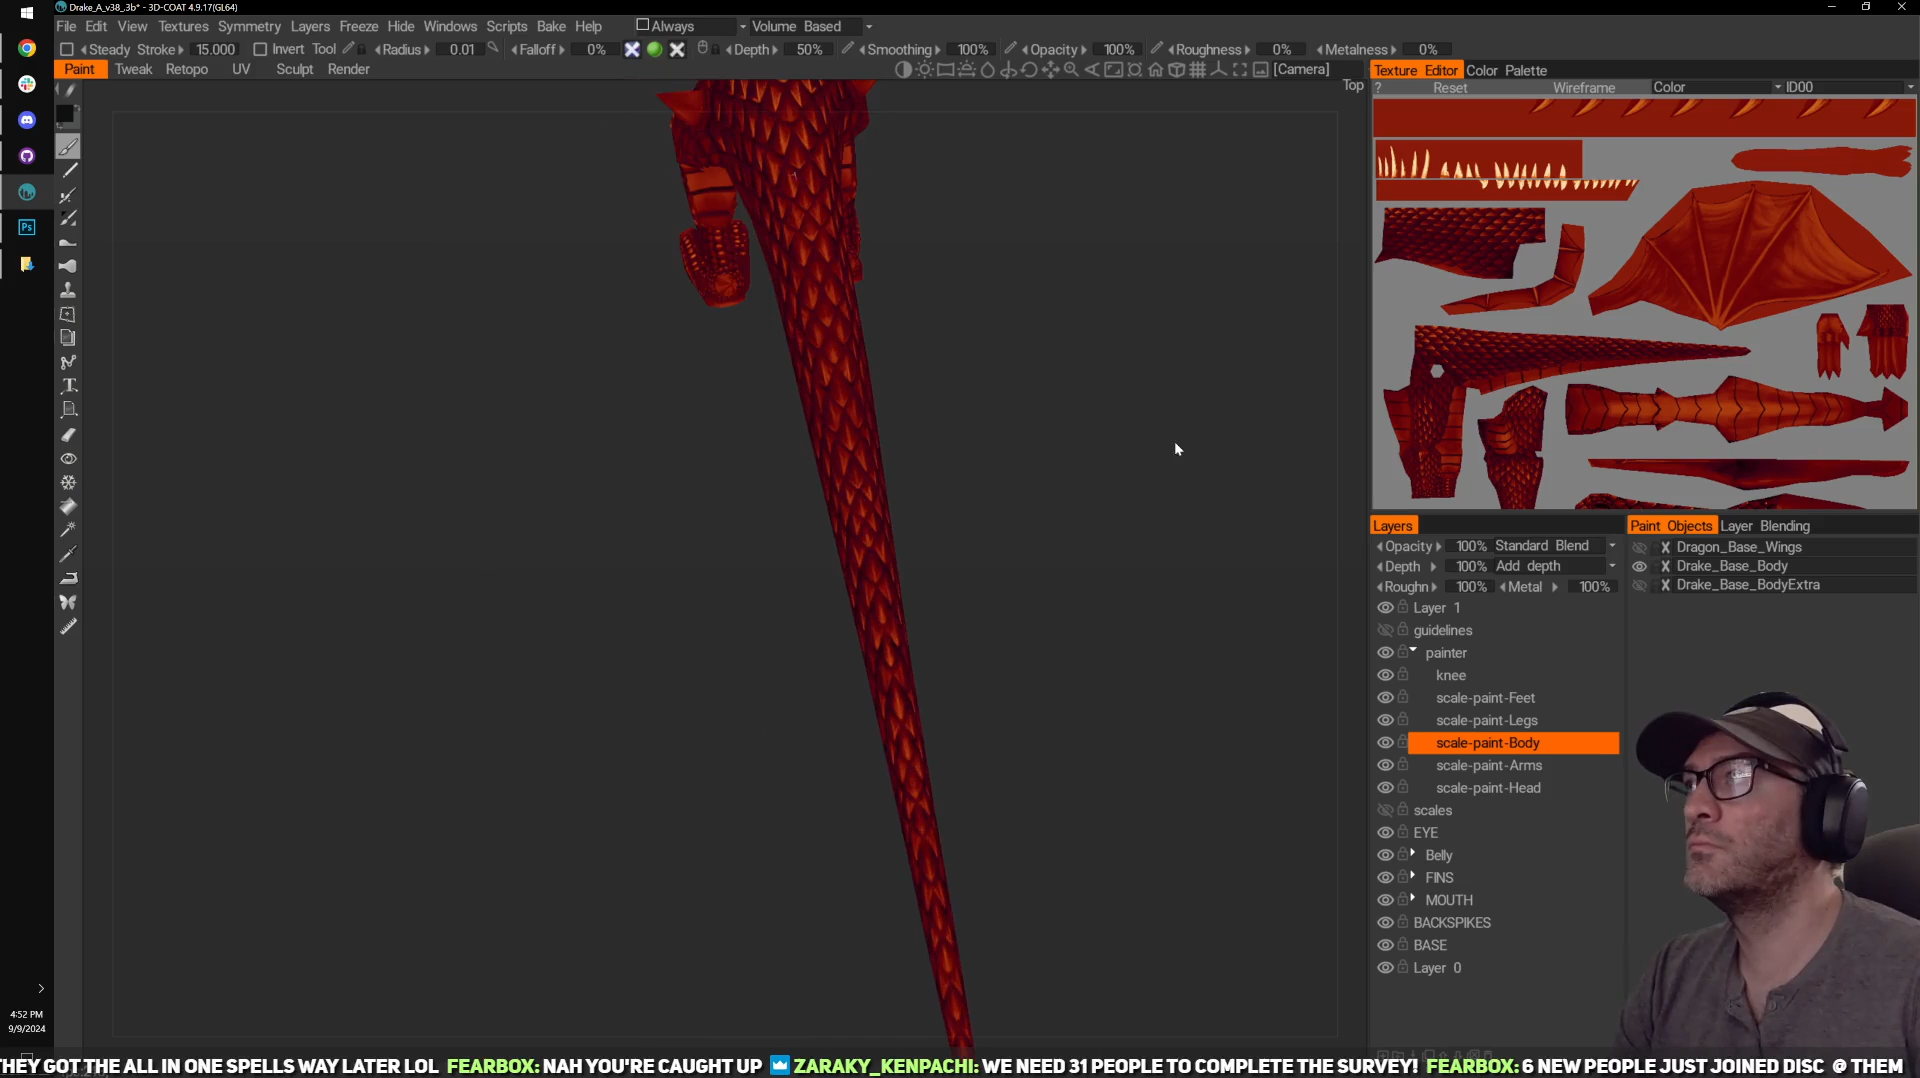 Drake_A_v38_.3b* - 3D-COAT 4.9.17(GL64)
File Edit View Textures Symmetry Layers Freeze Hide Windows Scripts Bake Help Always Volume Based
Steady Stroke 15.000 Invert Tool Radius 0.01 Falloff 0% Depth 50% Smoothing 100% Opacity 100% Roughness 0% Metalness 0%
Paint Tweak Retopo UV Sculpt Render [Camera]
Top
Texture Editor Color Palette
? Reset Wireframe Color ID00
Ps
Layers
Opacity 100% Standard Blend
Depth 100% Add depth
Roughn 100% Metal 100%
Layer 1
guidelines
painter
knee
scale-paint-Feet
scale-paint-Legs
scale-paint-Body
scale-paint-Arms
scale-paint-Head
scales
EYE
Belly
FINS
MOUTH
BACKSPIKES
BASE
Layer 0
Paint Objects Layer Blending
X Dragon_Base_Wings
X Drake_Base_Body
X Drake_Base_BodyExtra
4:52 PM
9/9/2024
THEY GOT THE ALL IN ONE SPELLS WAY LATER LOL FEARBOX: NAH YOU'RE CAUGHT UP ZARAKY_KENPACHI: WE NEED 31 PEOPLE TO COMPLETE THE SURVEY! FEARBOX: 6 NEW PEOPLE JUST JOINED DISC @ THEM